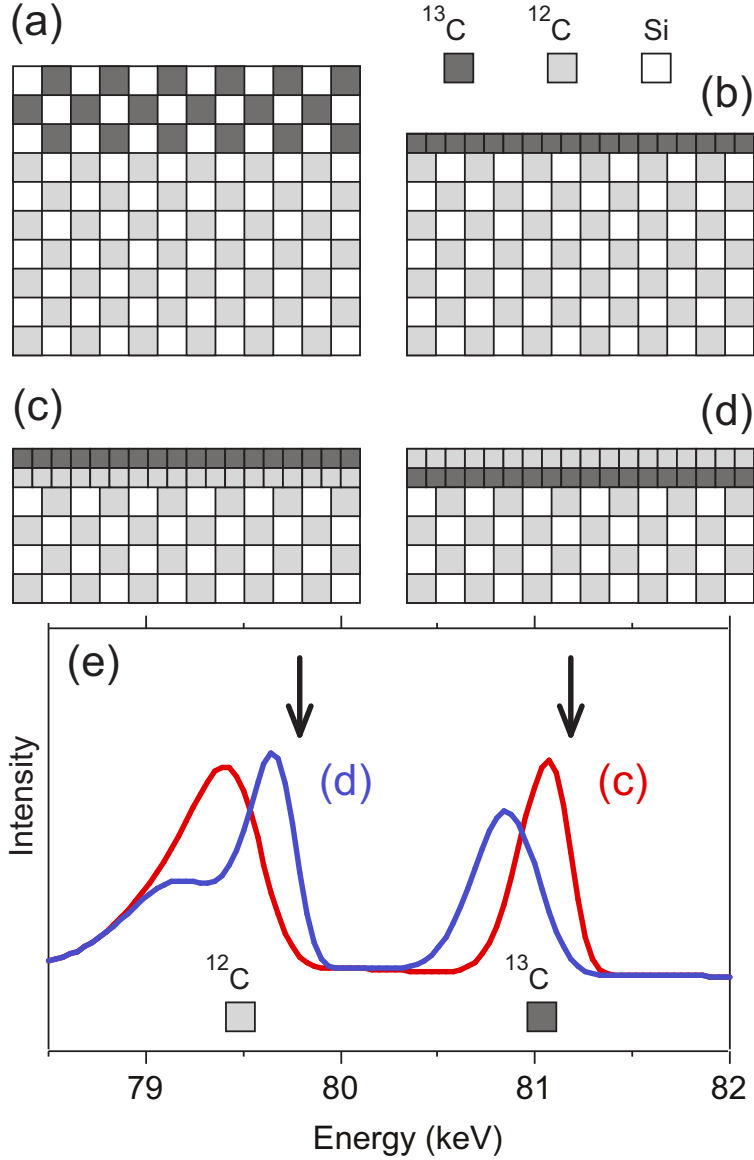 (a)
¹³C ¹²C Si
(b)
(c)
(d)
(e)
(d)
(c)
Intensity
¹²C
¹³C
79 80 81 82
Energy (keV)